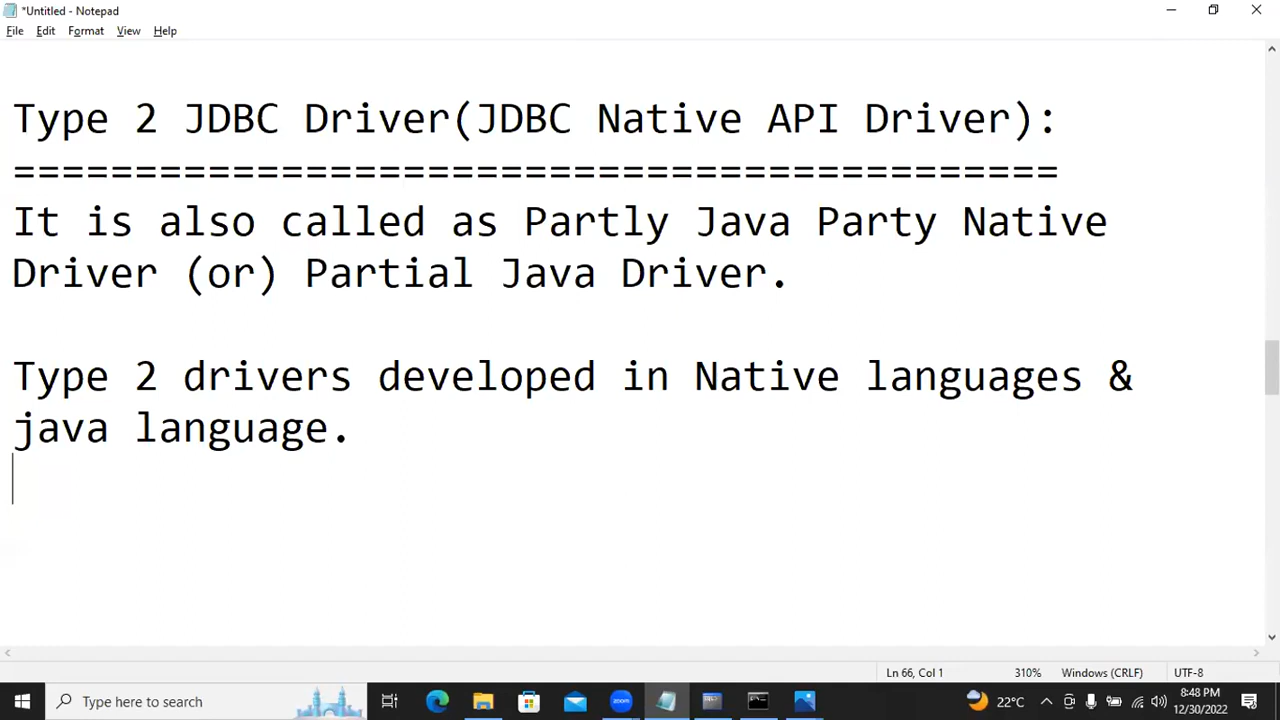 *Untitled - Notepad
File Edit Format View Help
Type 2 JDBC Driver(JDBC Native API Driver):
===========================================
It is also called as Partly Java Party Native
Driver (or) Partial Java Driver.
Type 2 drivers developed in Native languages &
java language.
Ln 66, Col 1 310% Windows (CRLF) UTF-8
Type here to search
zoom
22°C
8:48 PM
12/30/2022